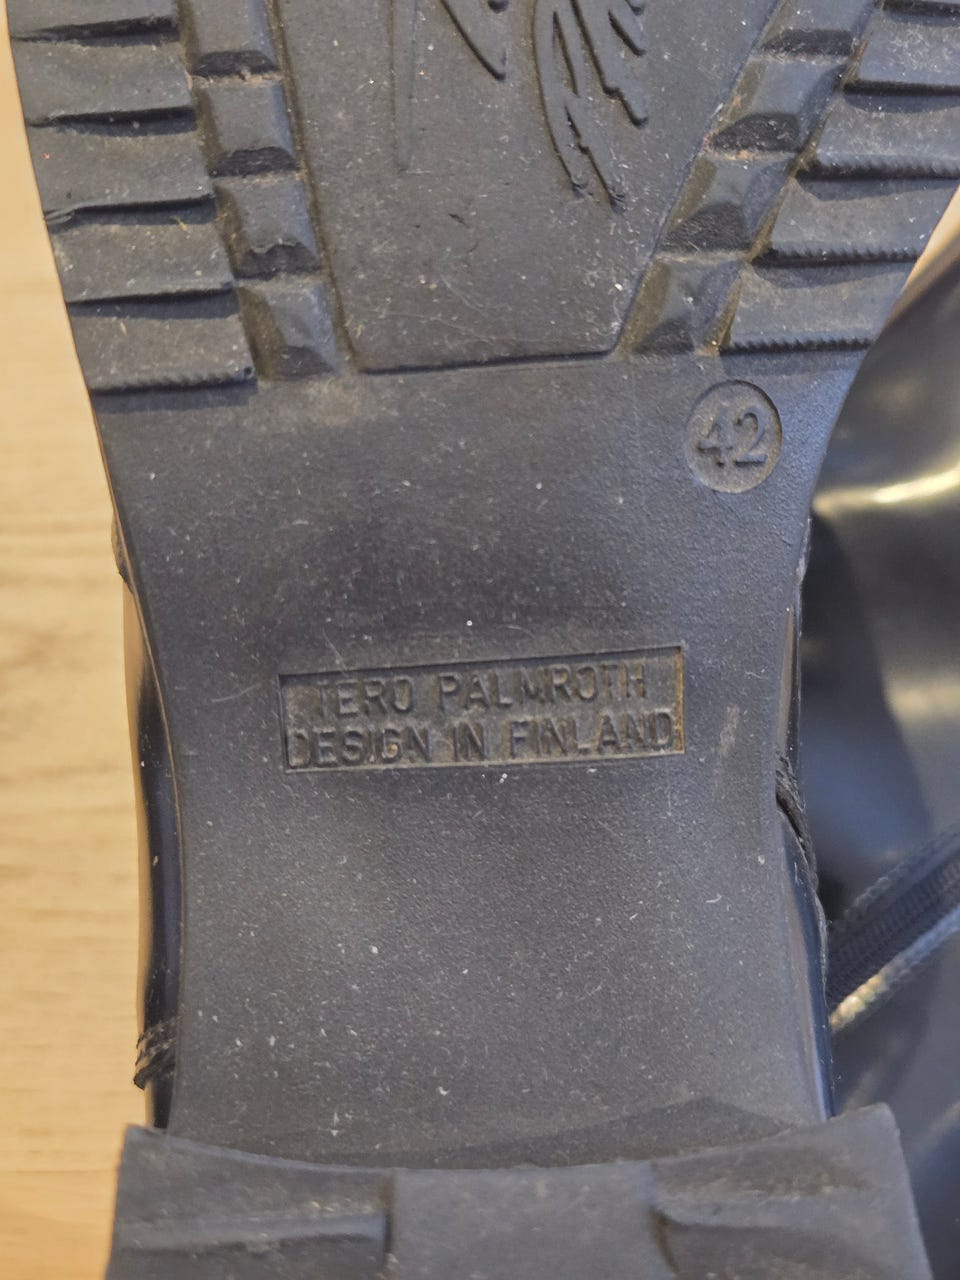 42
TERO PALMROTH
DESIGN IN FINLAND